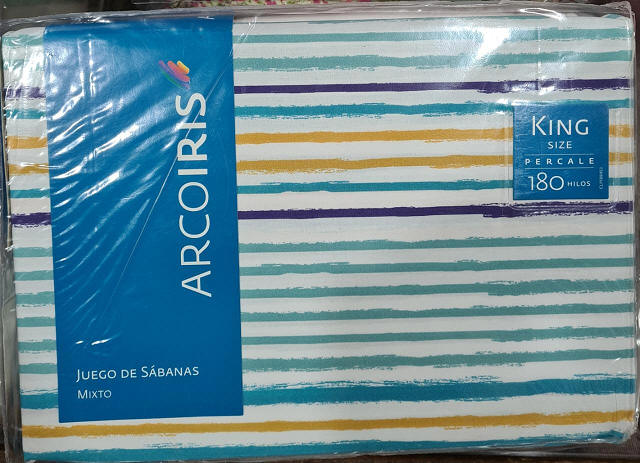 ARCOIRIS
JUEGO DE SÁBANAS
MIXTO
KING
SIZE
PERCALE
180 HILOS